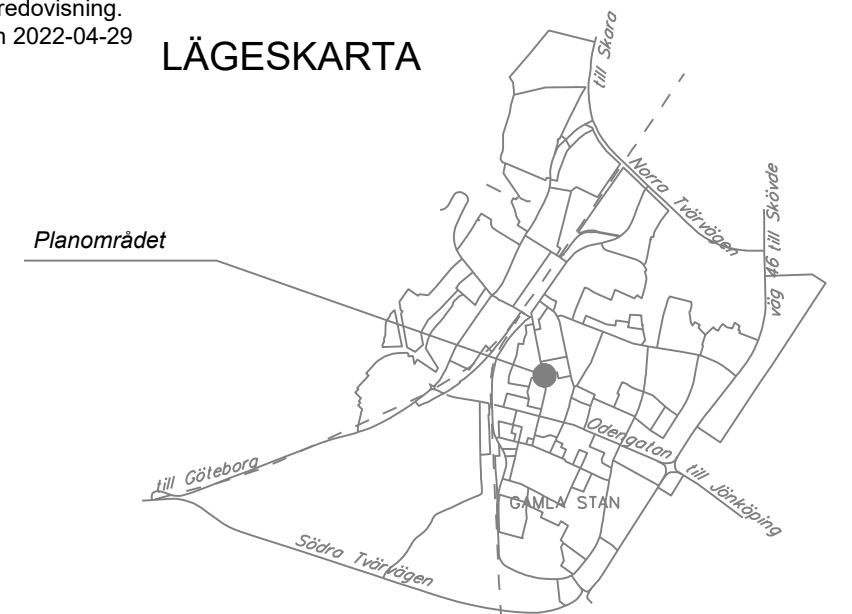 redovisning.
2022-04-29
LÄGESKARTA
till Skara
Norra Tvärvägen
väg 46 till Skövde
Planområdet
Odengatan
till Göteborg
till Jönköping
GAMLA STAN
Södra Tvärvägen